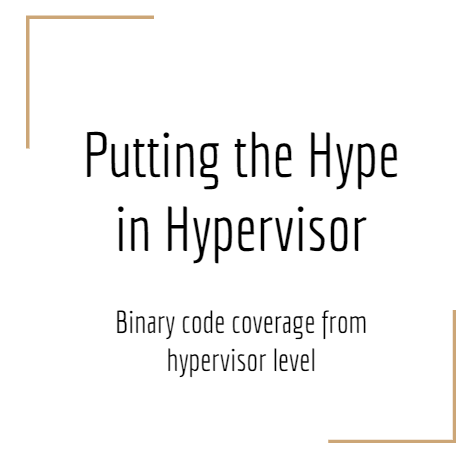 Putting the Hype
in Hypervisor
Binary code coverage from
hypervisor level